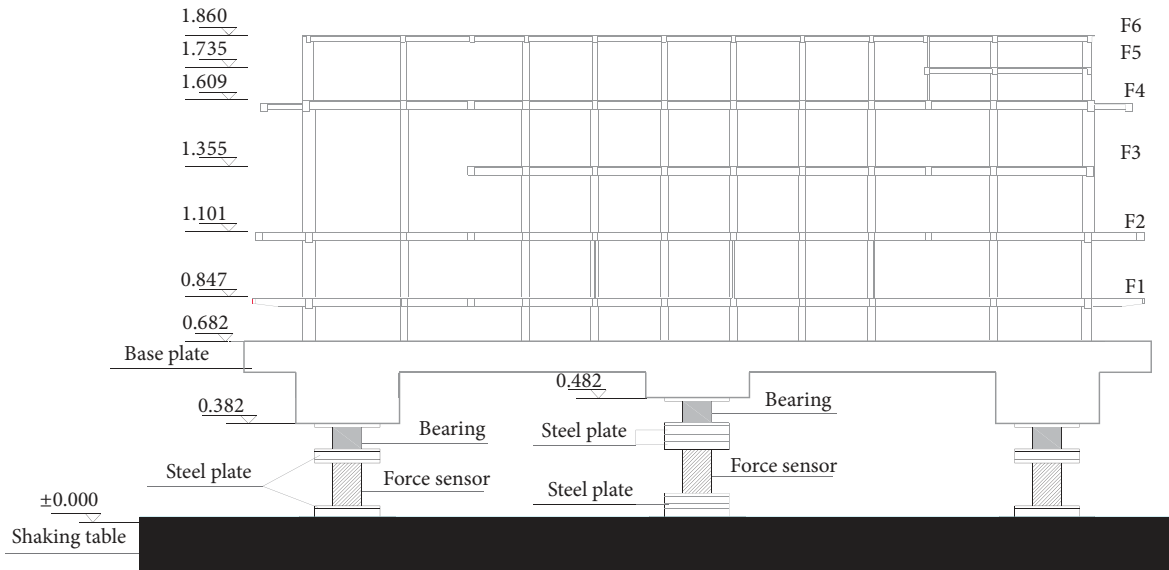 1.860
F6
1.735
F5
1.609
F4
1.355
F3
1.101
F2
0.847
F1
0.682
Base plate
0.482
0.382
Bearing
Bearing
Steel plate
Steel plate
Force sensor
Force sensor
Steel plate
±0.000
Shaking table